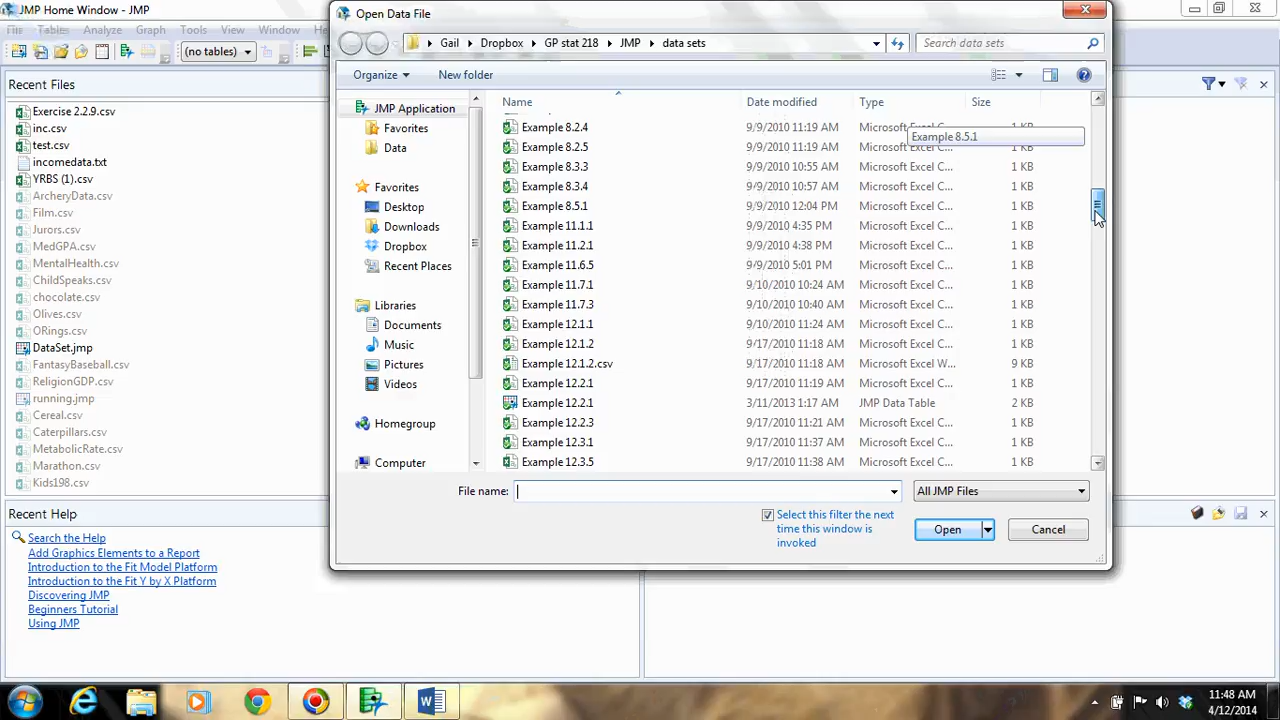 JMP Home Window - JMP
File Tables Analyze Graph Tools View Window
(no tables)
Recent Files
Exercise 2.2.9.csv
inc.csv
test.csv
incomedata.txt
YRBS (1).csv
ArcheryData.csv
Film.csv
Jurors.csv
MedGPA.csv
MentalHealth.csv
ChildSpeaks.csv
chocolate.csv
Olives.csv
ORings.csv
DataSet.jmp
FantasyBaseball.csv
ReligionGDP.csv
running.jmp
Cereal.csv
Caterpillars.csv
MetabolicRate.csv
Marathon.csv
Kids198.csv
Recent Help
Search the Help
Add Graphics Elements to a Report
Introduction to the Fit Model Platform
Introduction to the Fit Y by X Platform
Discovering JMP
Beginners Tutorial
Using JMP
Open Data File
Gail Dropbox GP stat 218 JMP data sets
Search data sets
Organize New folder
JMP Application
Favorites
Data
Favorites
Desktop
Downloads
Dropbox
Recent Places
Libraries
Documents
Music
Pictures
Videos
Homegroup
Computer
Name Date modified Type Size
Example 8.2.4 9/9/2010 11:19 AM Microsoft Excel C... 1 KB
Example 8.5.1
Example 8.2.5 9/9/2010 11:19 AM Microsoft Excel C... 1 KB
Example 8.3.3 9/9/2010 10:55 AM Microsoft Excel C... 1 KB
Example 8.3.4 9/9/2010 10:57 AM Microsoft Excel C... 1 KB
Example 8.5.1 9/9/2010 12:04 PM Microsoft Excel C... 1 KB
Example 11.1.1 9/9/2010 4:35 PM Microsoft Excel C... 1 KB
Example 11.2.1 9/9/2010 4:38 PM Microsoft Excel C... 1 KB
Example 11.6.5 9/9/2010 5:01 PM Microsoft Excel C... 1 KB
Example 11.7.1 9/10/2010 10:24 AM Microsoft Excel C... 1 KB
Example 11.7.3 9/10/2010 10:40 AM Microsoft Excel C... 1 KB
Example 12.1.1 9/10/2010 11:24 AM Microsoft Excel C... 1 KB
Example 12.1.2 9/17/2010 11:18 AM Microsoft Excel C... 1 KB
Example 12.1.2.csv 9/17/2010 11:18 AM Microsoft Excel W... 9 KB
Example 12.2.1 9/17/2010 11:19 AM Microsoft Excel C... 1 KB
Example 12.2.1 3/11/2013 1:17 AM JMP Data Table 2 KB
Example 12.2.3 9/17/2010 11:21 AM Microsoft Excel C... 1 KB
Example 12.3.1 9/17/2010 11:37 AM Microsoft Excel C... 1 KB
Example 12.3.5 9/17/2010 11:38 AM Microsoft Excel C... 1 KB
File name: All JMP Files
Select this filter the next
time this window is
invoked
Open Cancel
11:48 AM
4/12/2014